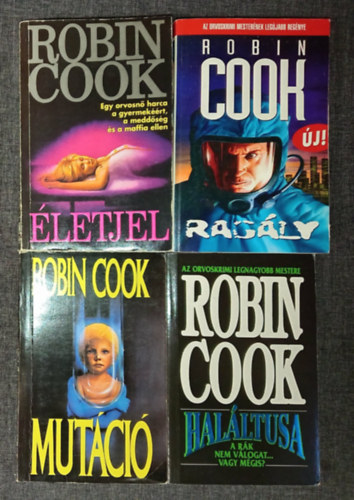 ROBIN
COOK
Egy orvosnő harca
a gyermekéért,
a meddőség
és a maffia ellen
ÉLETJEL
AZ ORVOSKRIMI MESTERÉNEK LEGÚJABB REGÉNYE
ROBIN
COOK
ÚJ!
RAGÁLY
ROBIN COOK
MUTÁCIÓ
AZ ORVOSKRIMI LEGNAGYOBB MESTERE
ROBIN
COOK
HALÁLTUSA
A RÁK
NEM VÁLOGAT...
VAGY MÉGIS?